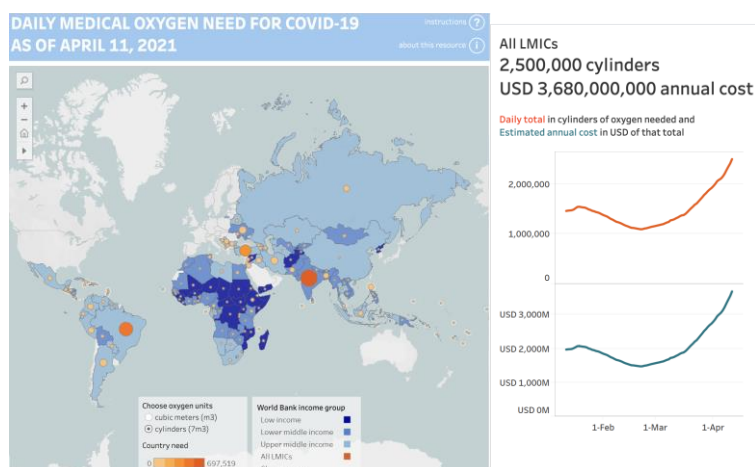 DAILY MEDICAL OXYGEN NEED FOR COVID-19
AS OF APRIL 11, 2021
instructions ?
about this resource i
Choose oxygen units
cubic meters (m3)
cylinders (7m3)
Country need
0 697,519
World Bank income group
Low income
Lower middle income
Upper middle income
All LMICs
All LMICs
2,500,000 cylinders
USD 3,680,000,000 annual cost
Daily total in cylinders of oxygen needed and
Estimated annual cost in USD of that total
2,000,000
1,000,000
0
USD 3,000M
USD 2,000M
USD 1,000M
USD 0M
1-Feb 1-Mar 1-Apr